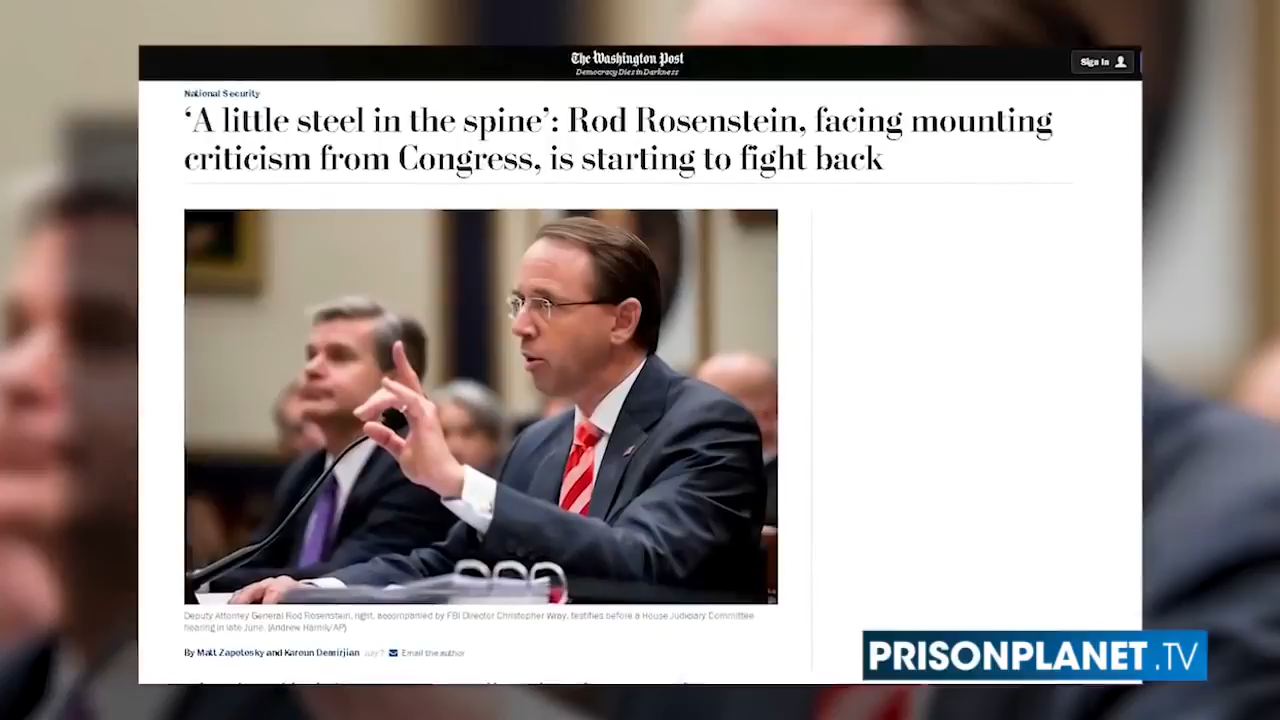 The Washington Post
Democracy Dies in Darkness
Sign In
National Security
‘A little steel in the spine’: Rod Rosenstein, facing mounting
criticism from Congress, is starting to fight back
Deputy Attorney General Rod Rosenstein, right, accompanied by FBI Director Christopher Wray, testifies before a House Judiciary Committee
hearing in late June. (Andrew Harnik/AP)
By Matt Zapotosky and Karoun Demirjian July 7 Email the author
PRISONPLANET.TV